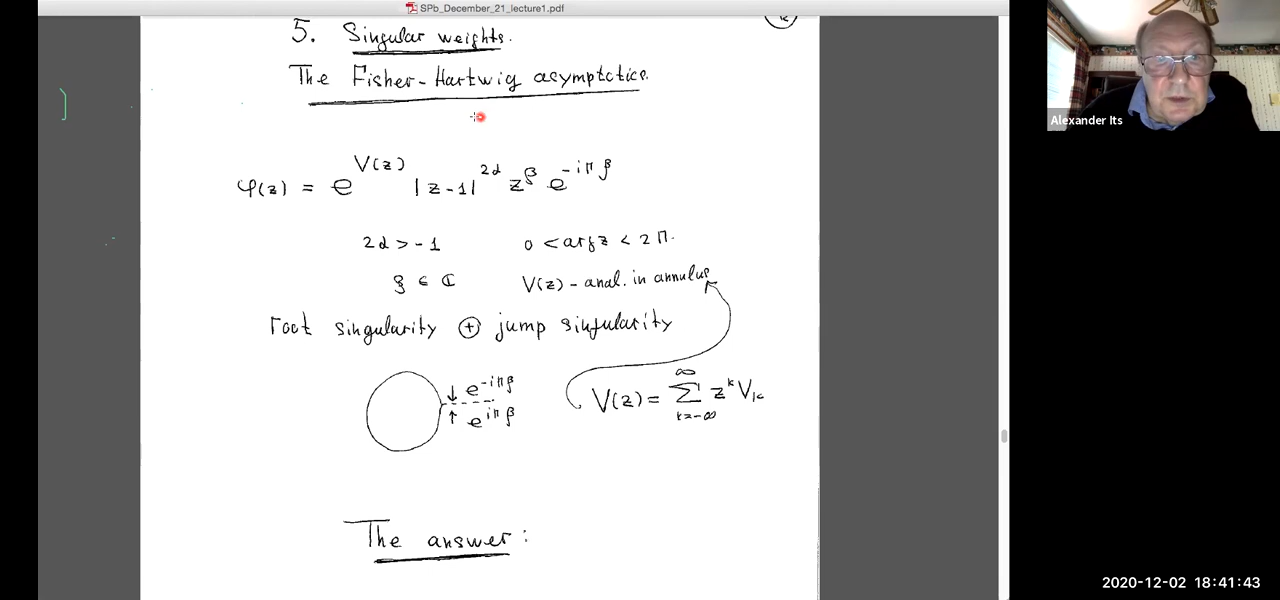 SPb_December_21_lecture1.pdf
5. Singular weights.
The Fisher-Hartwig asymptotics.
φ(z) = e^{V(z)} |z-1|^{2α} z^β e^{-iπβ}
2α > -1 0 < arg z < 2π.
β ∈ ℂ V(z) - anal. in annulus
root singularity ⊕ jump singularity
e^{-iπβ}
e^{iπβ}
V(z) = ∑_{k=-∞}^{∞} z^k V_k
The answer:
Alexander Its
2020-12-02 18:41:43